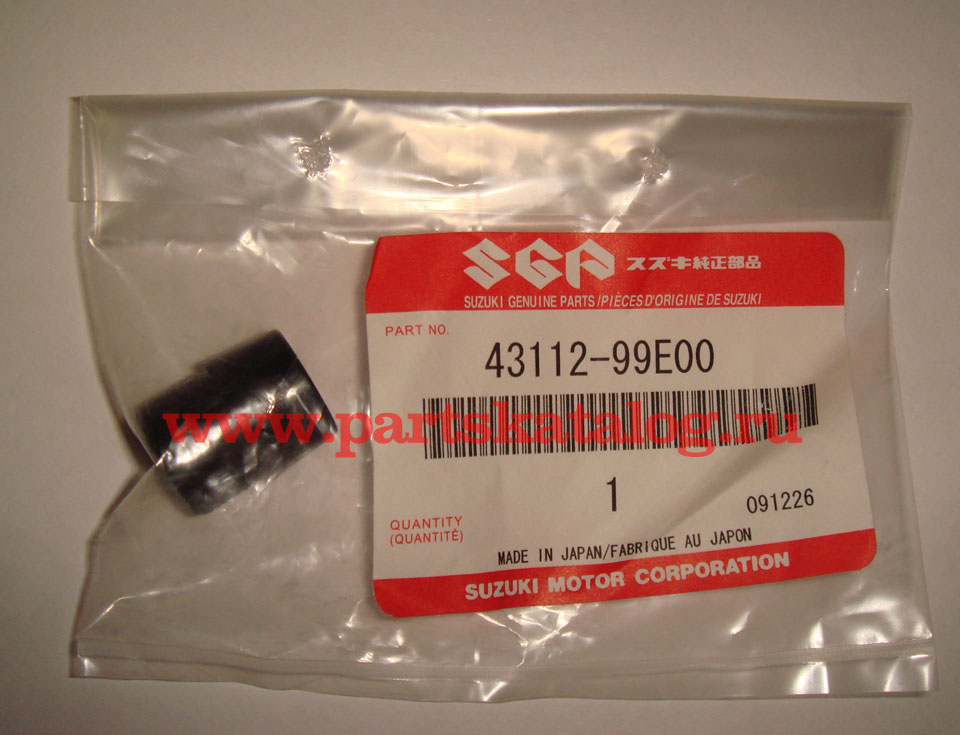 SGP スズキ純正部品
SUZUKI GENUINE PARTS/PIÈCES D'ORIGINE DE SUZUKI
PART NO.
43112-99E00
www.partskatalog.ru
1
091226
QUANTITY
(QUANTITÉ)
MADE IN JAPAN/FABRIQUE AU JAPON
SUZUKI MOTOR CORPORATION